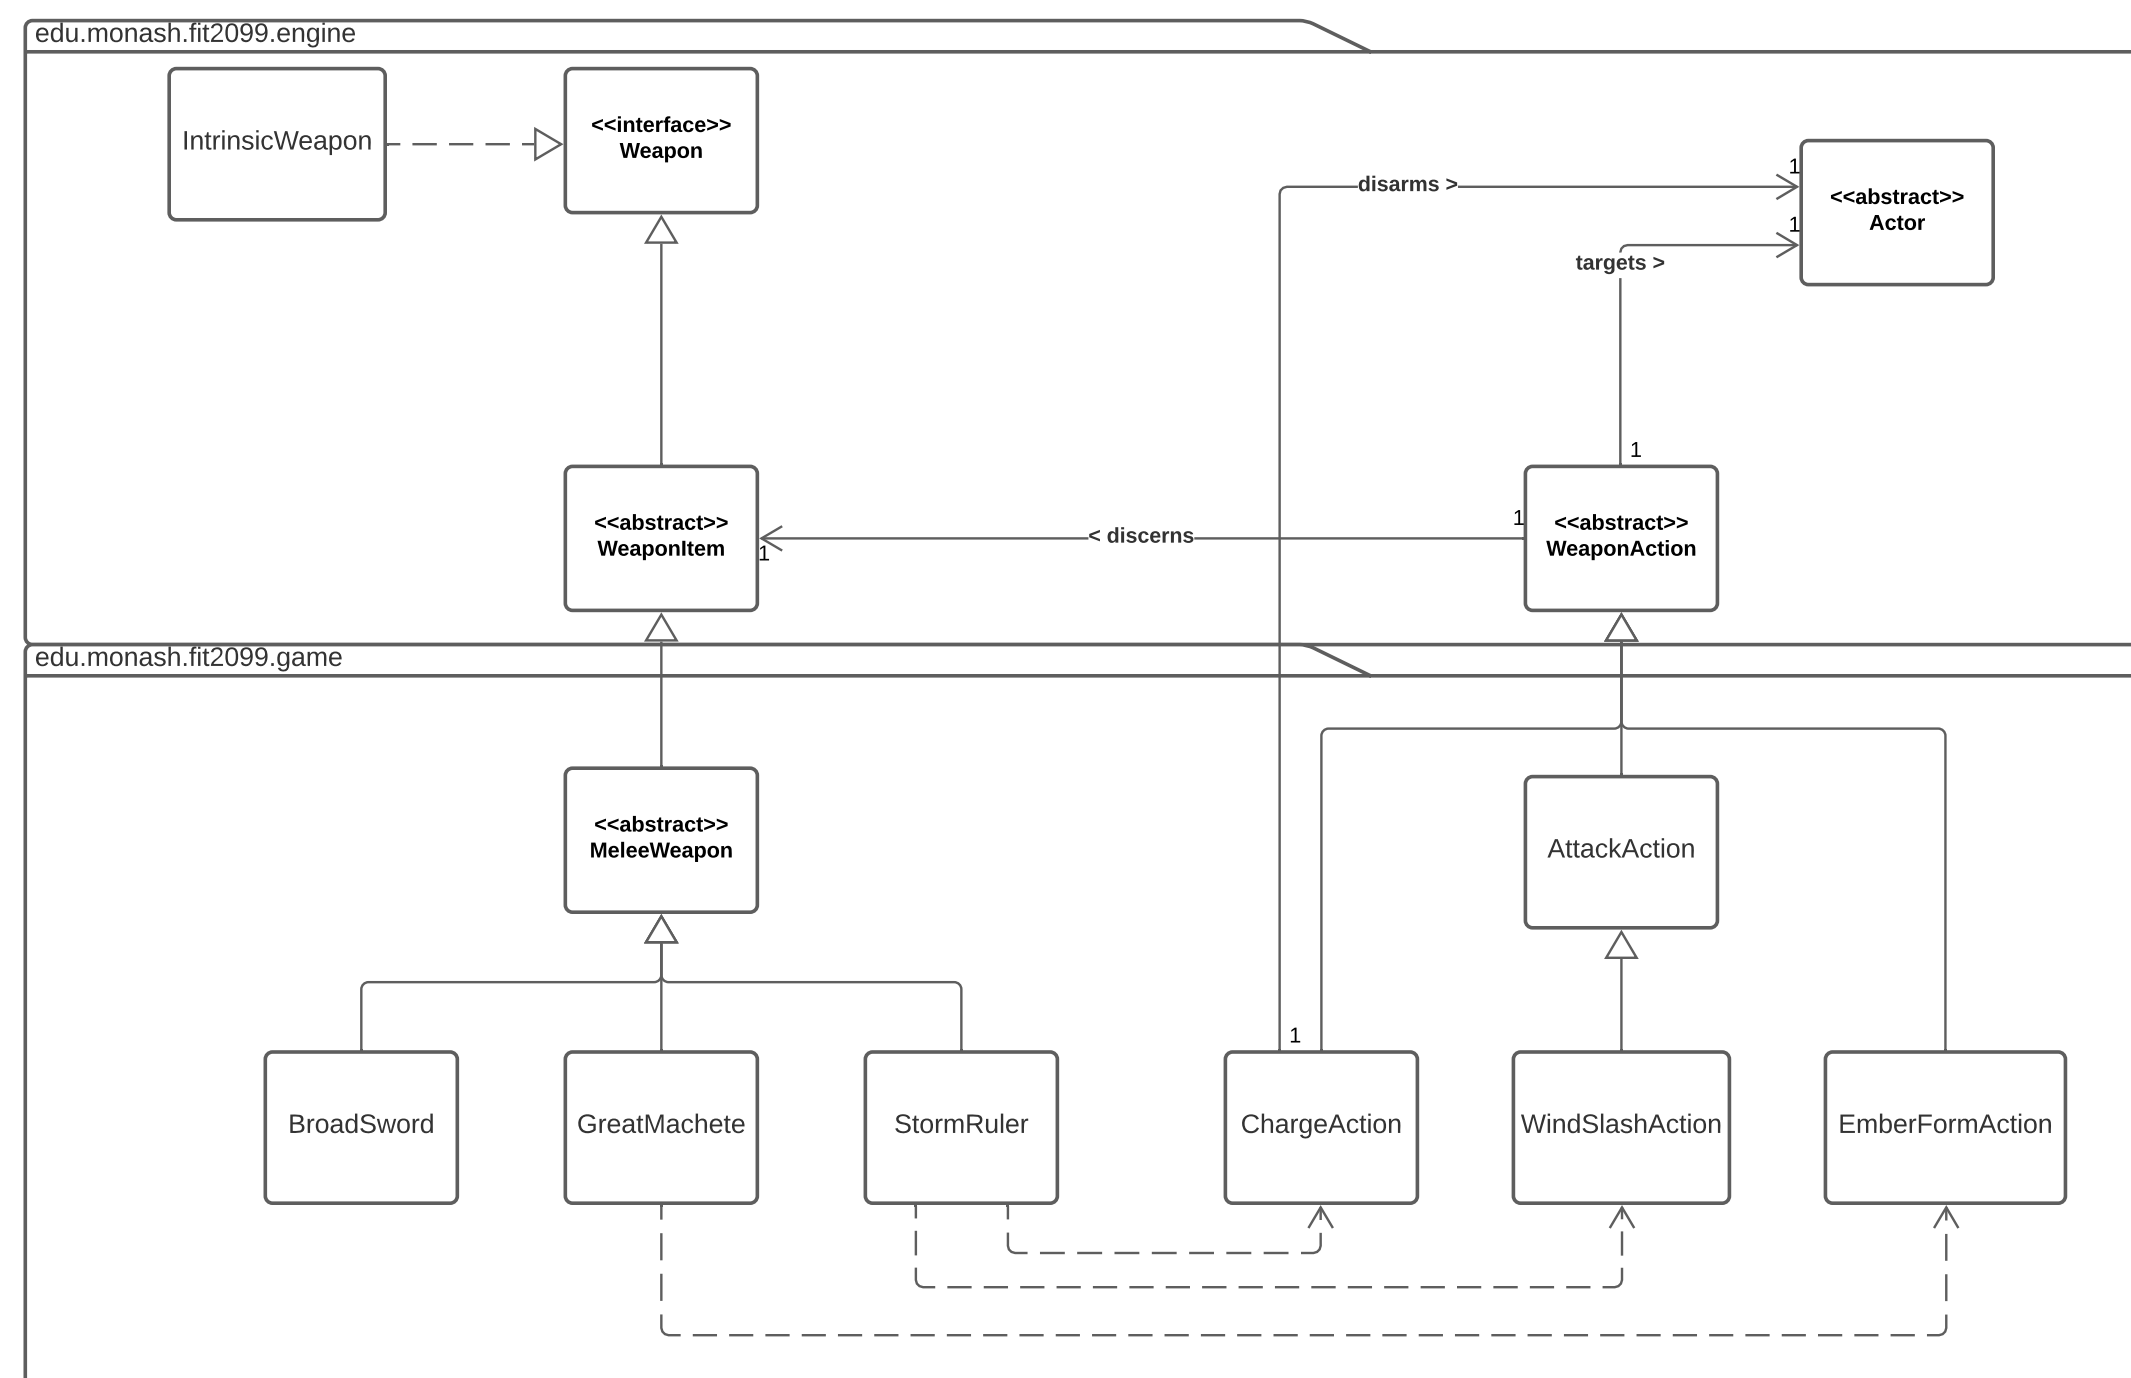 edu.monash.fit2099.engine
IntrinsicWeapon
<<interface>>
Weapon
disarms >
1
<<abstract>>
Actor
1
targets >
1
<<abstract>>
WeaponItem
1
< discerns
1
<<abstract>>
WeaponAction
edu.monash.fit2099.game
<<abstract>>
MeleeWeapon
AttackAction
1
BroadSword
GreatMachete
StormRuler
ChargeAction
WindSlashAction
EmberFormAction